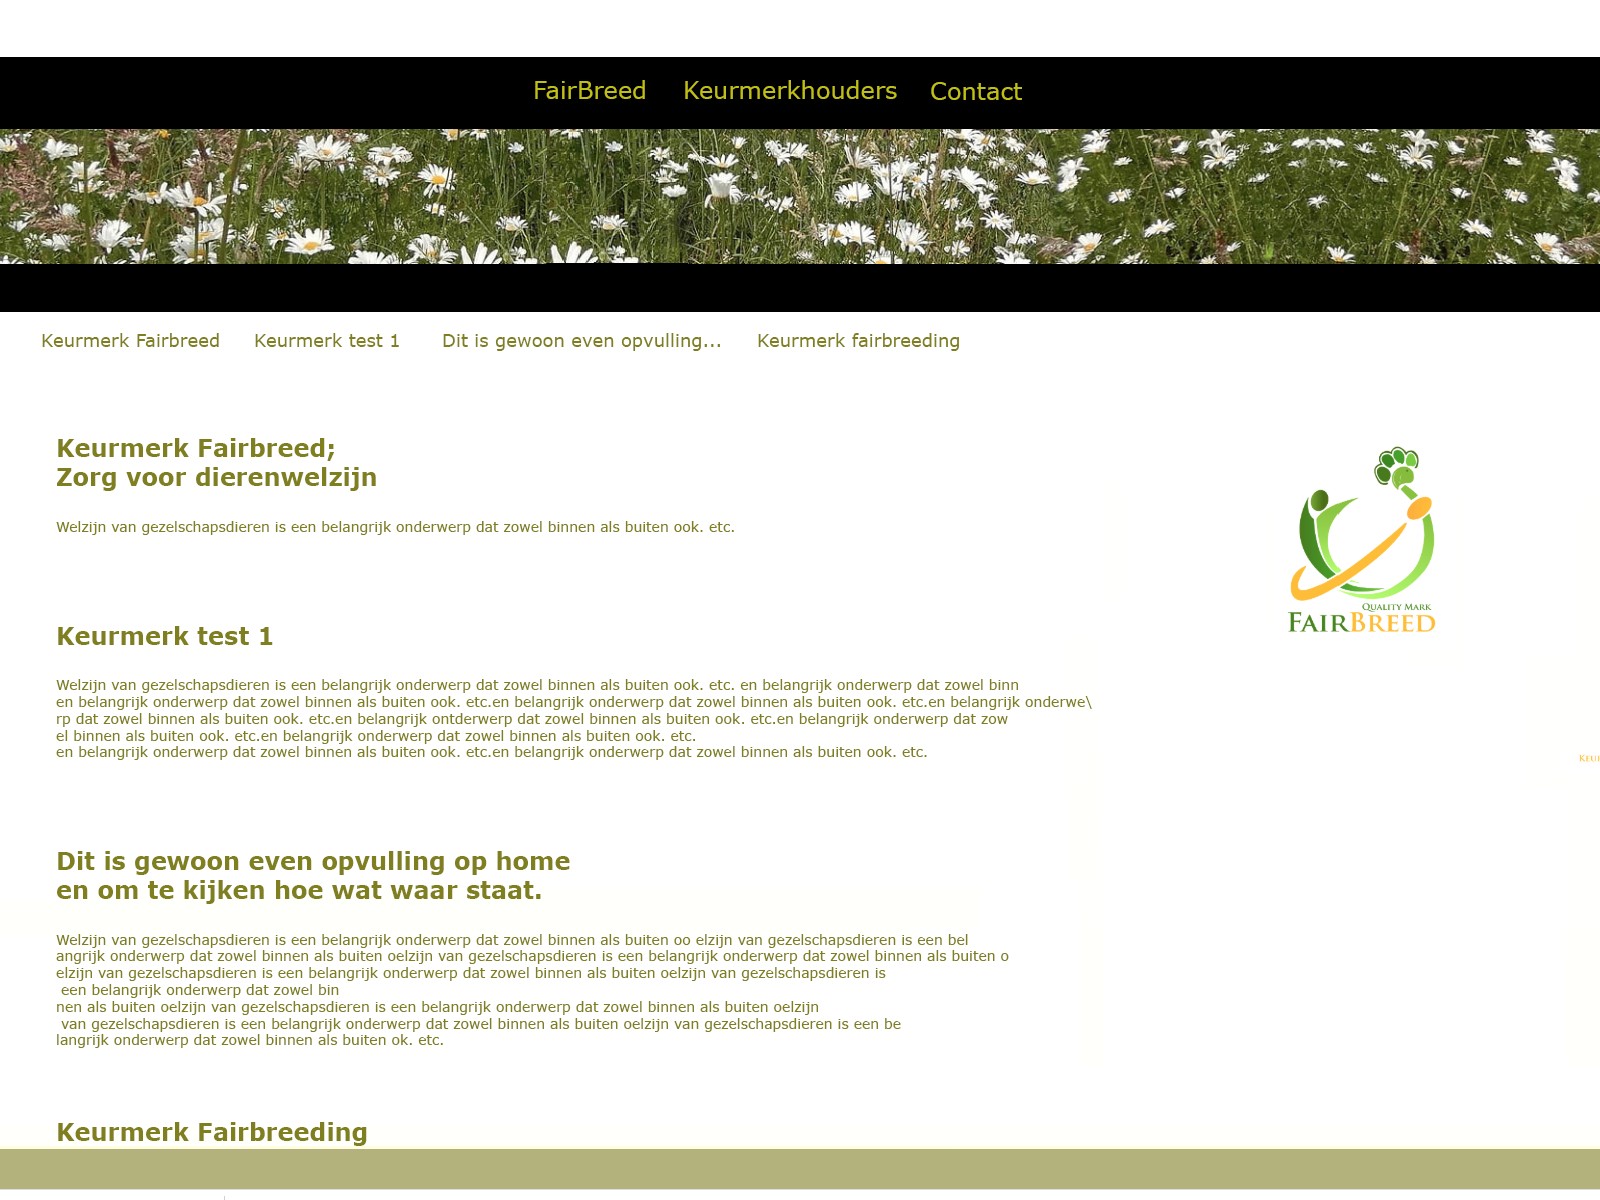 FairBreed Keurmerkhouders Contact
Keurmerk Fairbreed Keurmerk test 1 Dit is gewoon even opvulling... Keurmerk fairbreeding
Keurmerk Fairbreed;
Zorg voor dierenwelzijn
Welzijn van gezelschapsdieren is een belangrijk onderwerp dat zowel binnen als buiten ook. etc.
QUALITY MARK
FAIRBREED
Keurmerk test 1
Welzijn van gezelschapsdieren is een belangrijk onderwerp dat zowel binnen als buiten ook. etc. en belangrijk onderwerp dat zowel binn
en belangrijk onderwerp dat zowel binnen als buiten ook. etc.en belangrijk onderwerp dat zowel binnen als buiten ook. etc.en belangrijk onderwe\
rp dat zowel binnen als buiten ook. etc.en belangrijk ontderwerp dat zowel binnen als buiten ook. etc.en belangrijk onderwerp dat zow
el binnen als buiten ook. etc.en belangrijk onderwerp dat zowel binnen als buiten ook. etc.
en belangrijk onderwerp dat zowel binnen als buiten ook. etc.en belangrijk onderwerp dat zowel binnen als buiten ook. etc.
Dit is gewoon even opvulling op home
en om te kijken hoe wat waar staat.
Welzijn van gezelschapsdieren is een belangrijk onderwerp dat zowel binnen als buiten oo elzijn van gezelschapsdieren is een bel
angrijk onderwerp dat zowel binnen als buiten oelzijn van gezelschapsdieren is een belangrijk onderwerp dat zowel binnen als buiten o
elzijn van gezelschapsdieren is een belangrijk onderwerp dat zowel binnen als buiten oelzijn van gezelschapsdieren is
een belangrijk onderwerp dat zowel bin
nen als buiten oelzijn van gezelschapsdieren is een belangrijk onderwerp dat zowel binnen als buiten oelzijn
van gezelschapsdieren is een belangrijk onderwerp dat zowel binnen als buiten oelzijn van gezelschapsdieren is een be
langrijk onderwerp dat zowel binnen als buiten ok. etc.
Keurmerk Fairbreeding